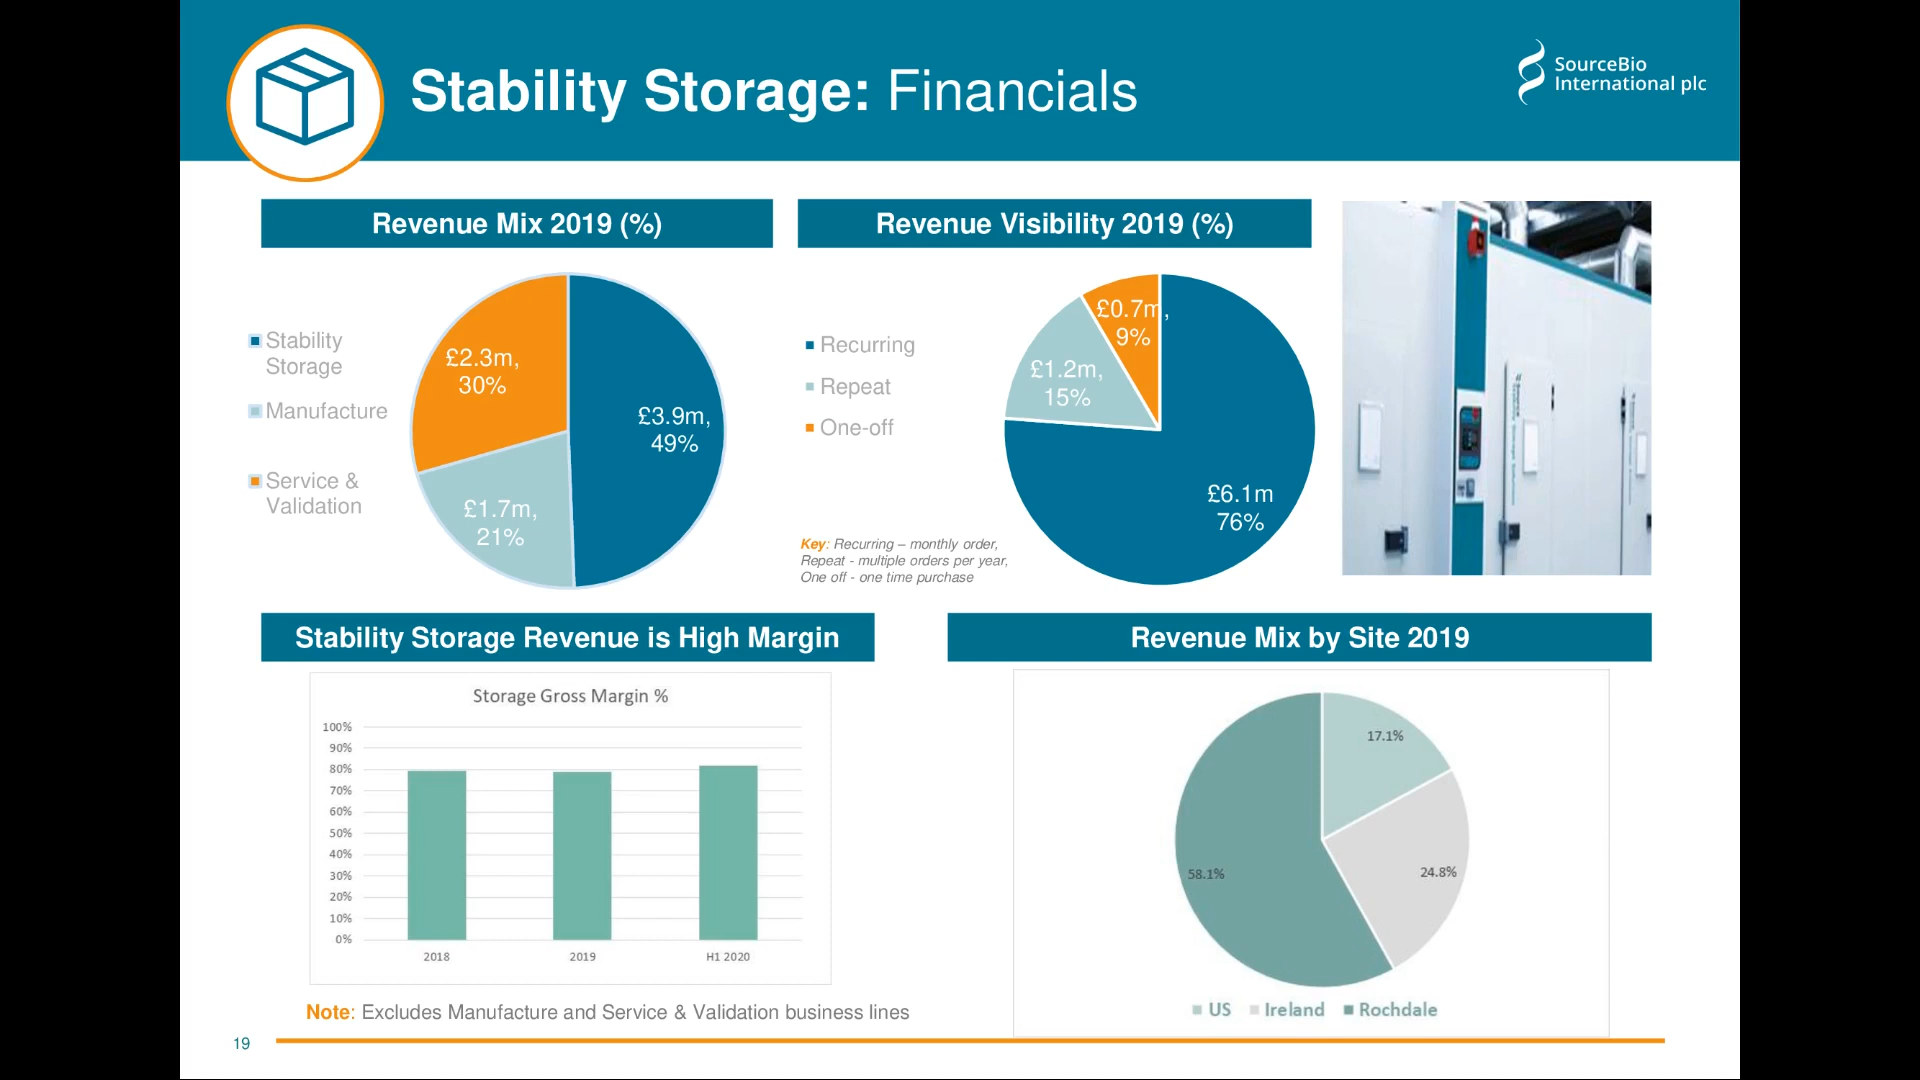 Stability Storage: Financials
SourceBio
International plc
Revenue Mix 2019 (%)
Stability
Storage
Manufacture
Service &
Validation
£2.3m,
30%
£3.9m,
49%
£1.7m,
21%
Revenue Visibility 2019 (%)
Recurring
Repeat
One-off
£0.7m,
9%
£1.2m,
15%
£6.1m
76%
Key: Recurring – monthly order,
Repeat - multiple orders per year,
One off - one time purchase
Stability Storage Revenue is High Margin
Storage Gross Margin %
100%
90%
80%
70%
60%
50%
40%
30%
20%
10%
0%
2018
2019
H1 2020
Note: Excludes Manufacture and Service & Validation business lines
Revenue Mix by Site 2019
17.1%
24.8%
58.1%
US
Ireland
Rochdale
19